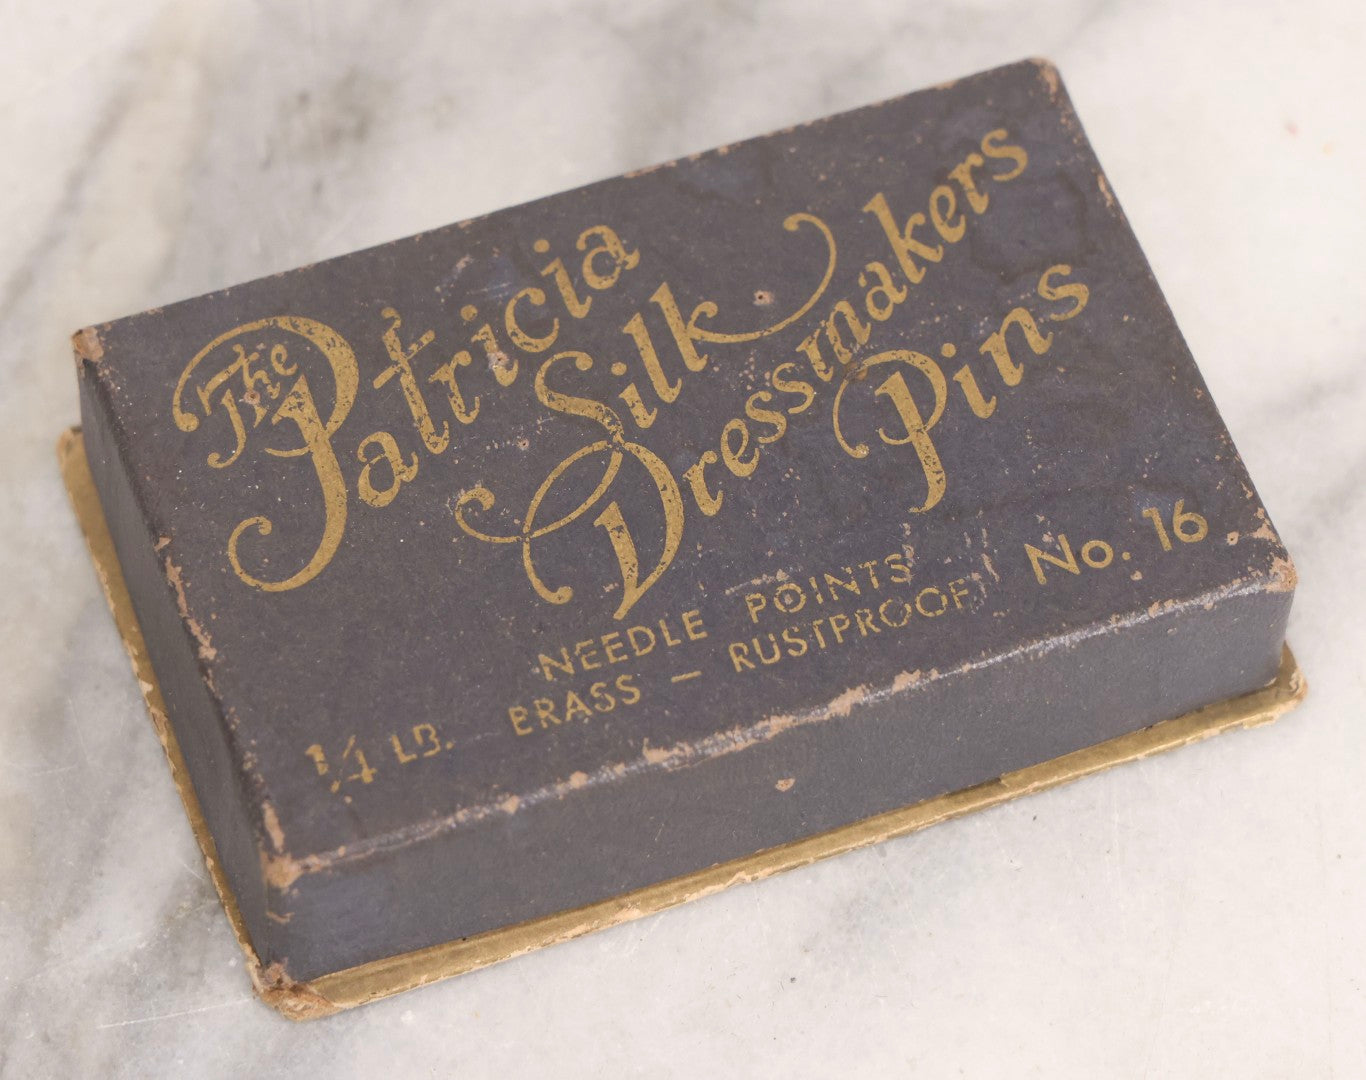 The Patricia
Silk
Dressmakers
Pins
NEEDLE POINTS
¼ LB. BRASS — RUSTPROOF No. 16